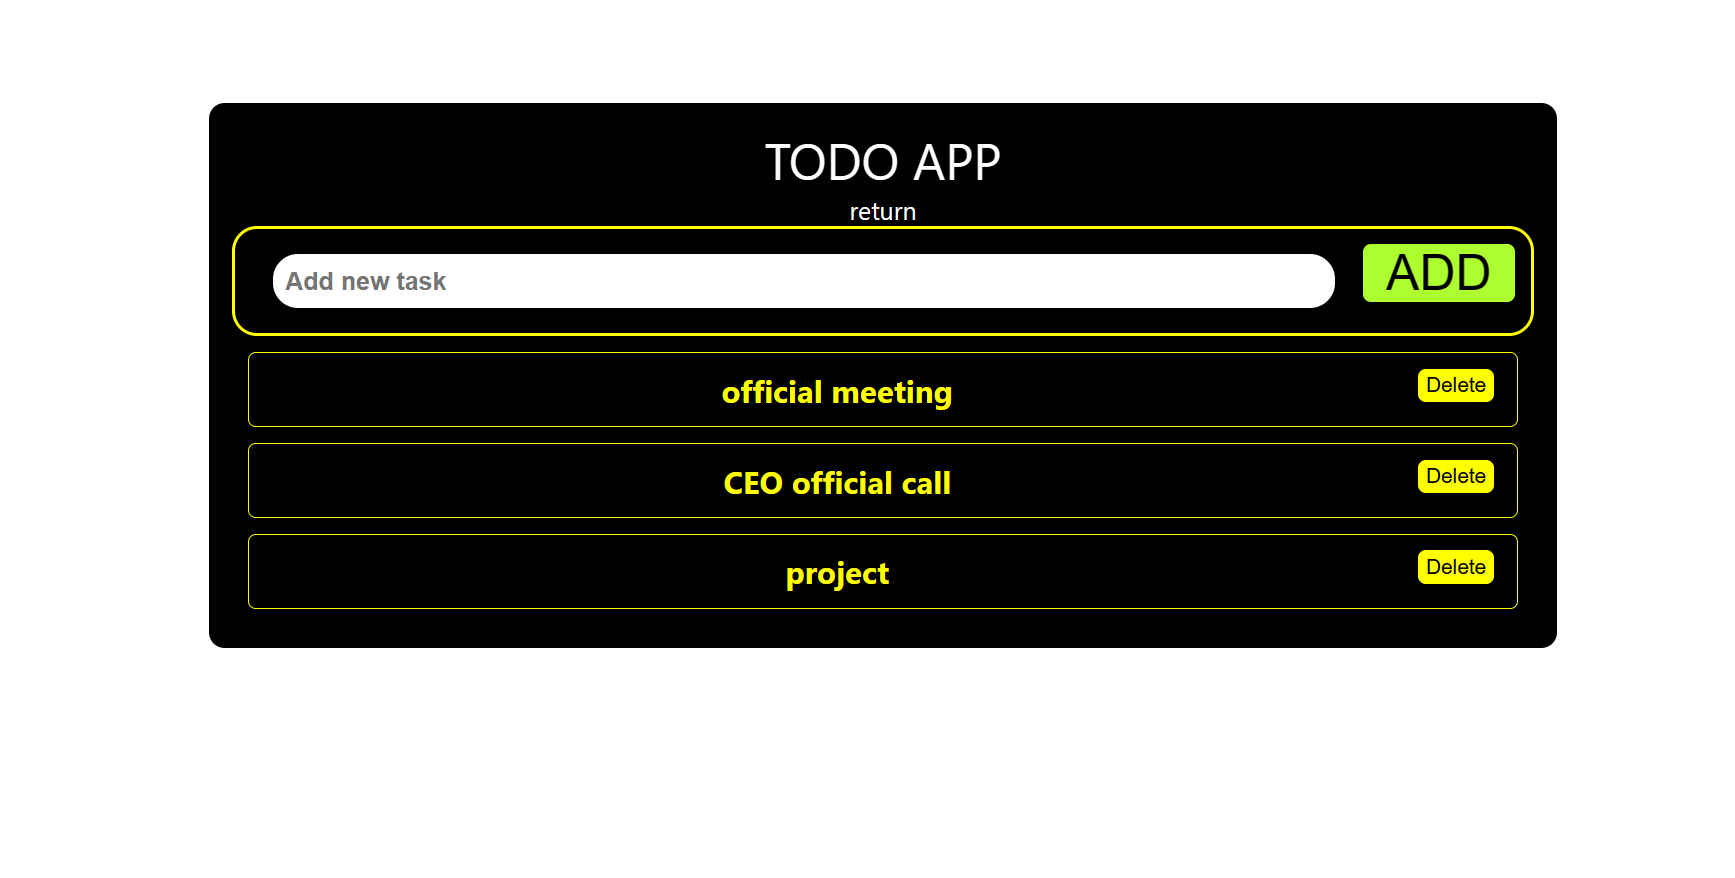 TODO APP
return
Add new task
ADD
official meeting
Delete
CEO official call
Delete
project
Delete